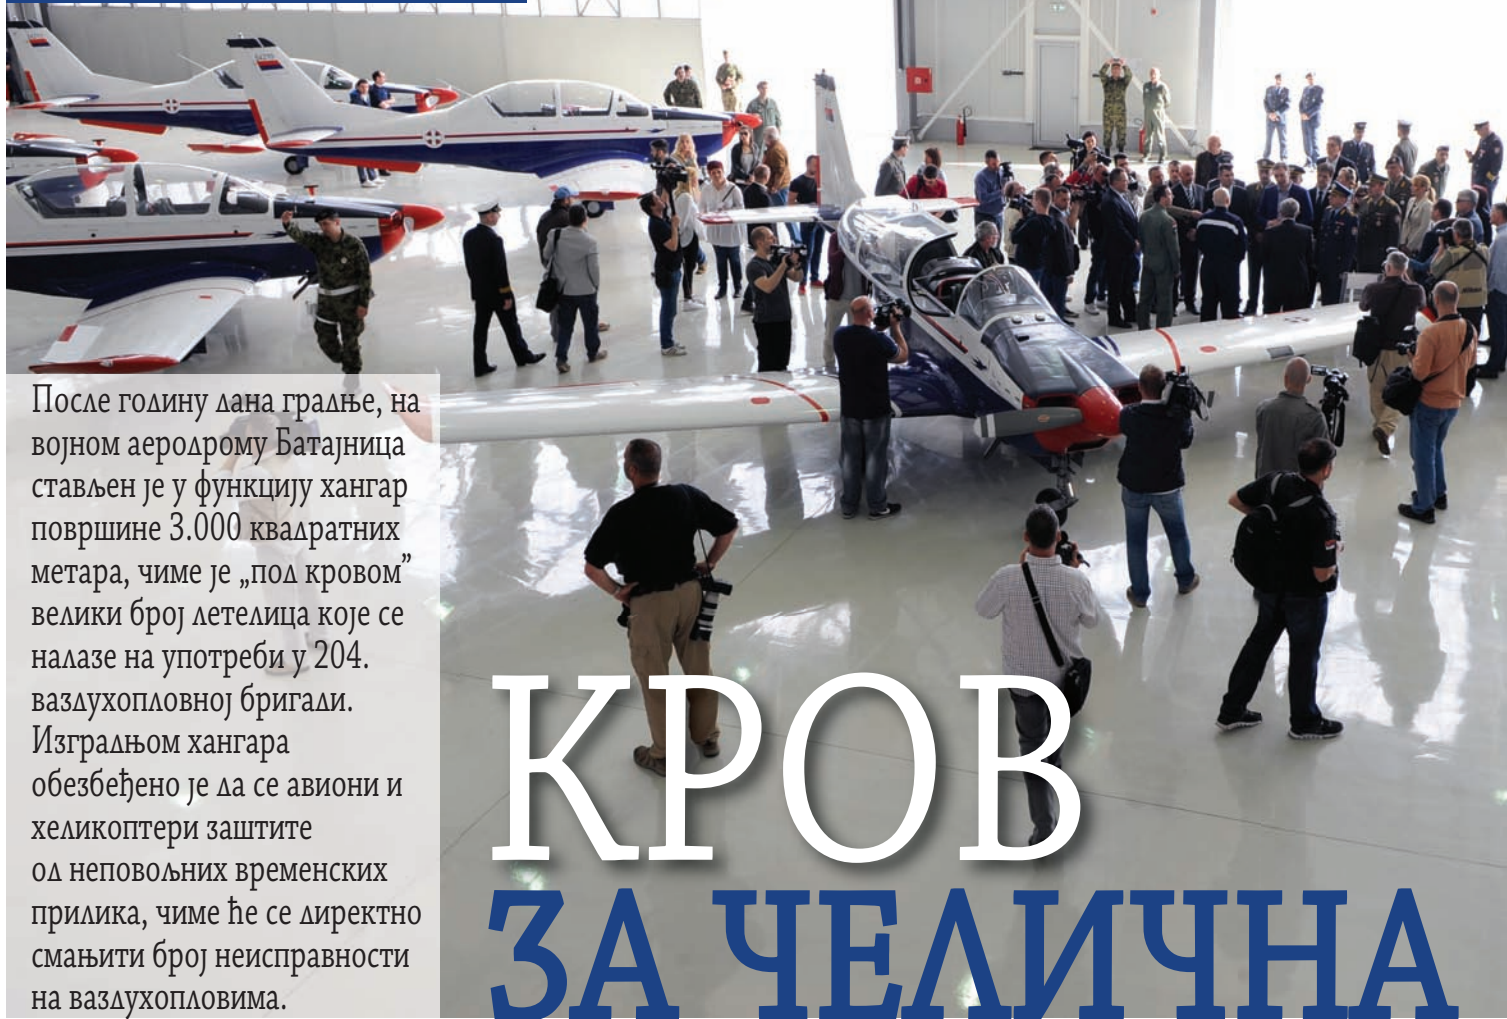 После годину дана градње, на
војном аеродрому Батајница
стављен је у функцију хангар
површине 3.000 квадратних
метара, чиме је „под кровом”
велики број летелица које се
налазе на употреби у 204.
ваздухопловној бригади.
Изградњом хангара
обезбеђено је да се авиони и
хеликоптери заштите
од неповољних временских
прилика, чиме ће се директно
смањити број неисправности
на ваздухопловима.
КРОВ
ЗА ЧЕЛИЧНА